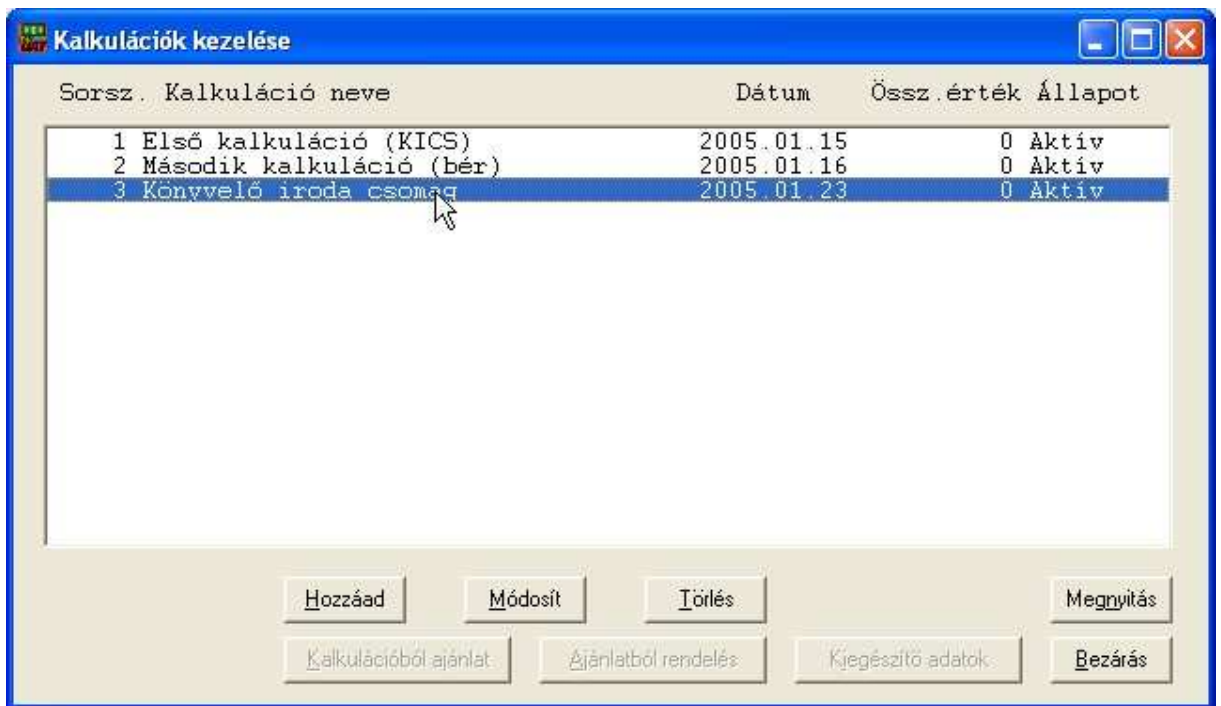 Kalkulációk kezelése
Sorsz. Kalkuláció neve Dátum Össz.érték Állapot
1 Első kalkuláció (KICS) 2005.01.15 0 Aktív
2 Második kalkuláció (bér) 2005.01.16 0 Aktív
3 Könyvelő iroda csomag 2005.01.23 0 Aktív
Hozzáad Módosít Törlés Megnyitás
Kalkulációból ajánlat Ajánlatból rendelés Kiegészítő adatok Bezárás